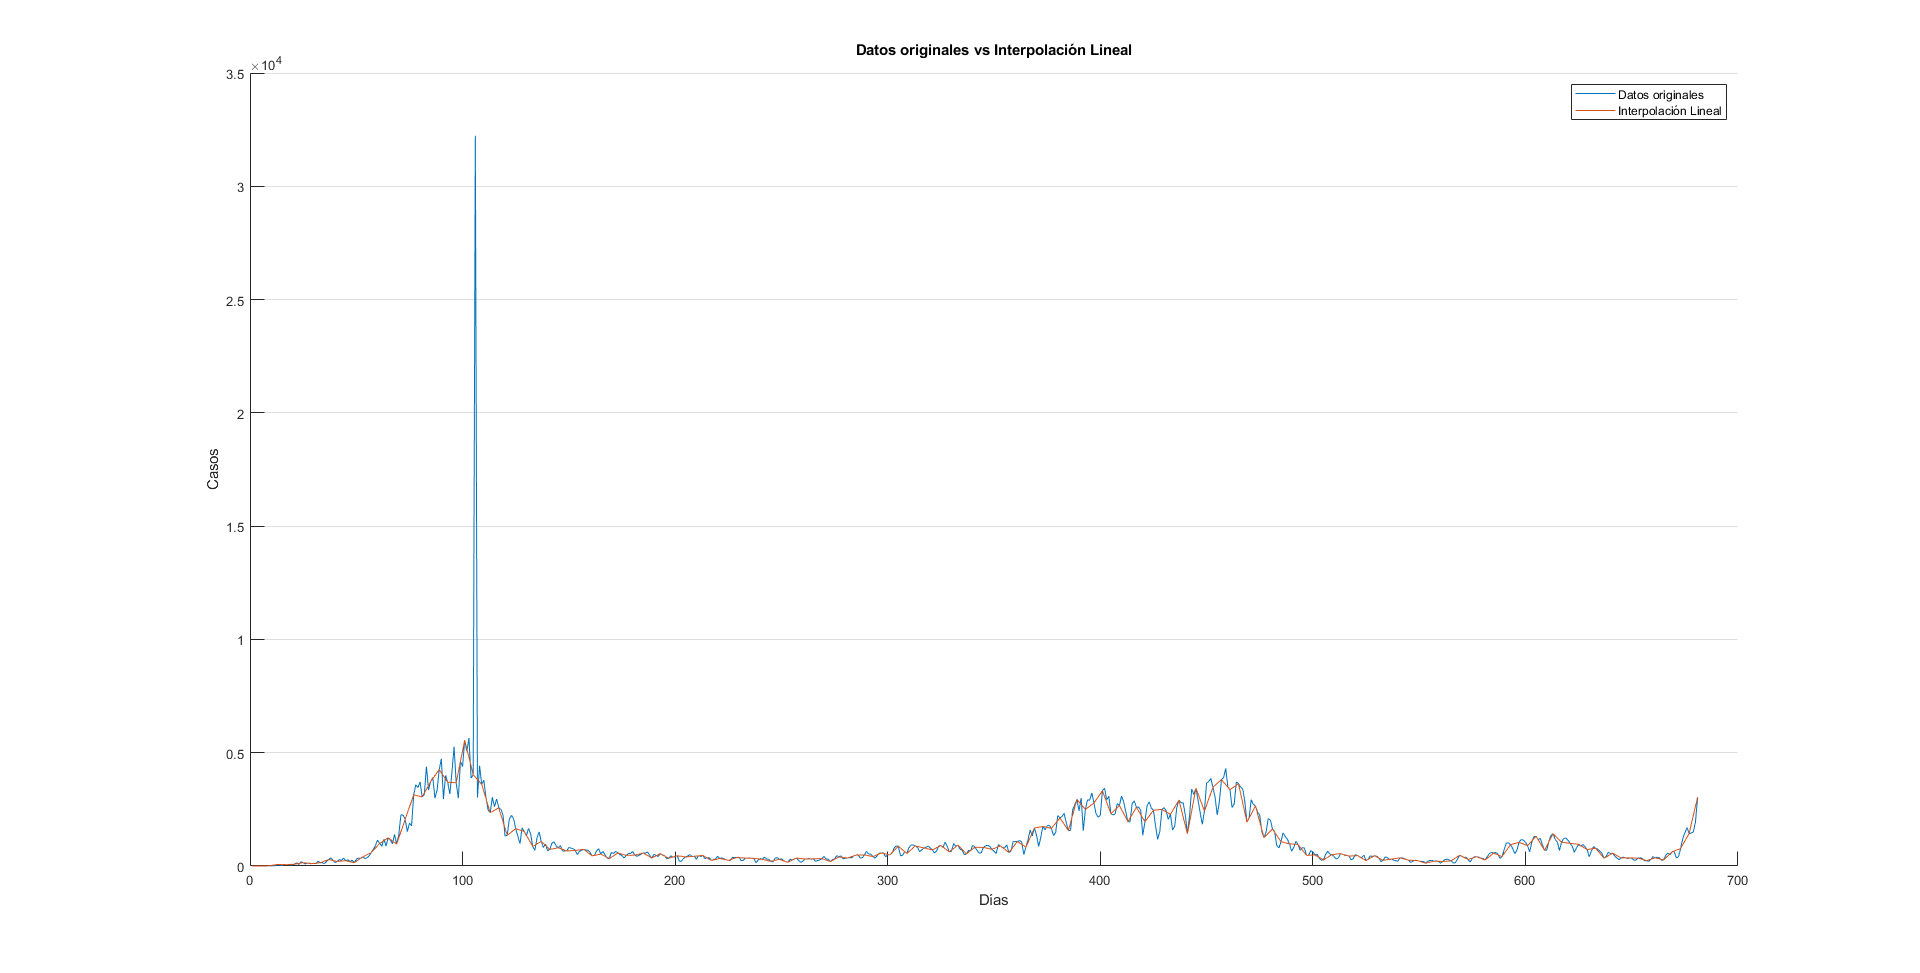 Datos originales vs Interpolación Lineal
×10^4
3.5
3
2.5
2
1.5
1
0.5
0
Casos
0 100 200 300 400 500 600 700
Días
Datos originales
Interpolación Lineal